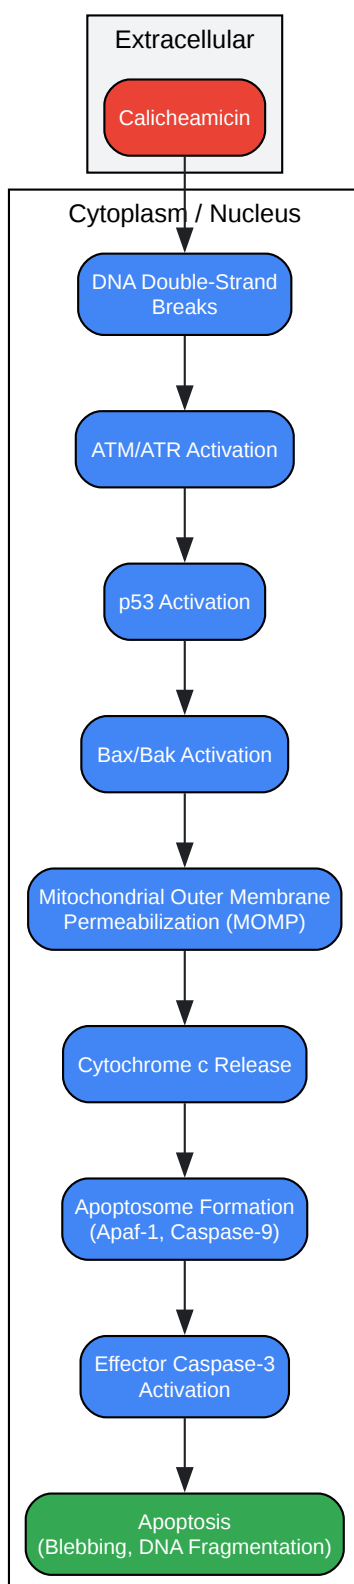 Extracellular
Calicheamicin
Cytoplasm / Nucleus
DNA Double-Strand
Breaks
ATM/ATR Activation
p53 Activation
Bax/Bak Activation
Mitochondrial Outer Membrane
Permeabilization (MOMP)
Cytochrome c Release
Apoptosome Formation
(Apaf-1, Caspase-9)
Effector Caspase-3
Activation
Apoptosis
(Blebbing, DNA Fragmentation)